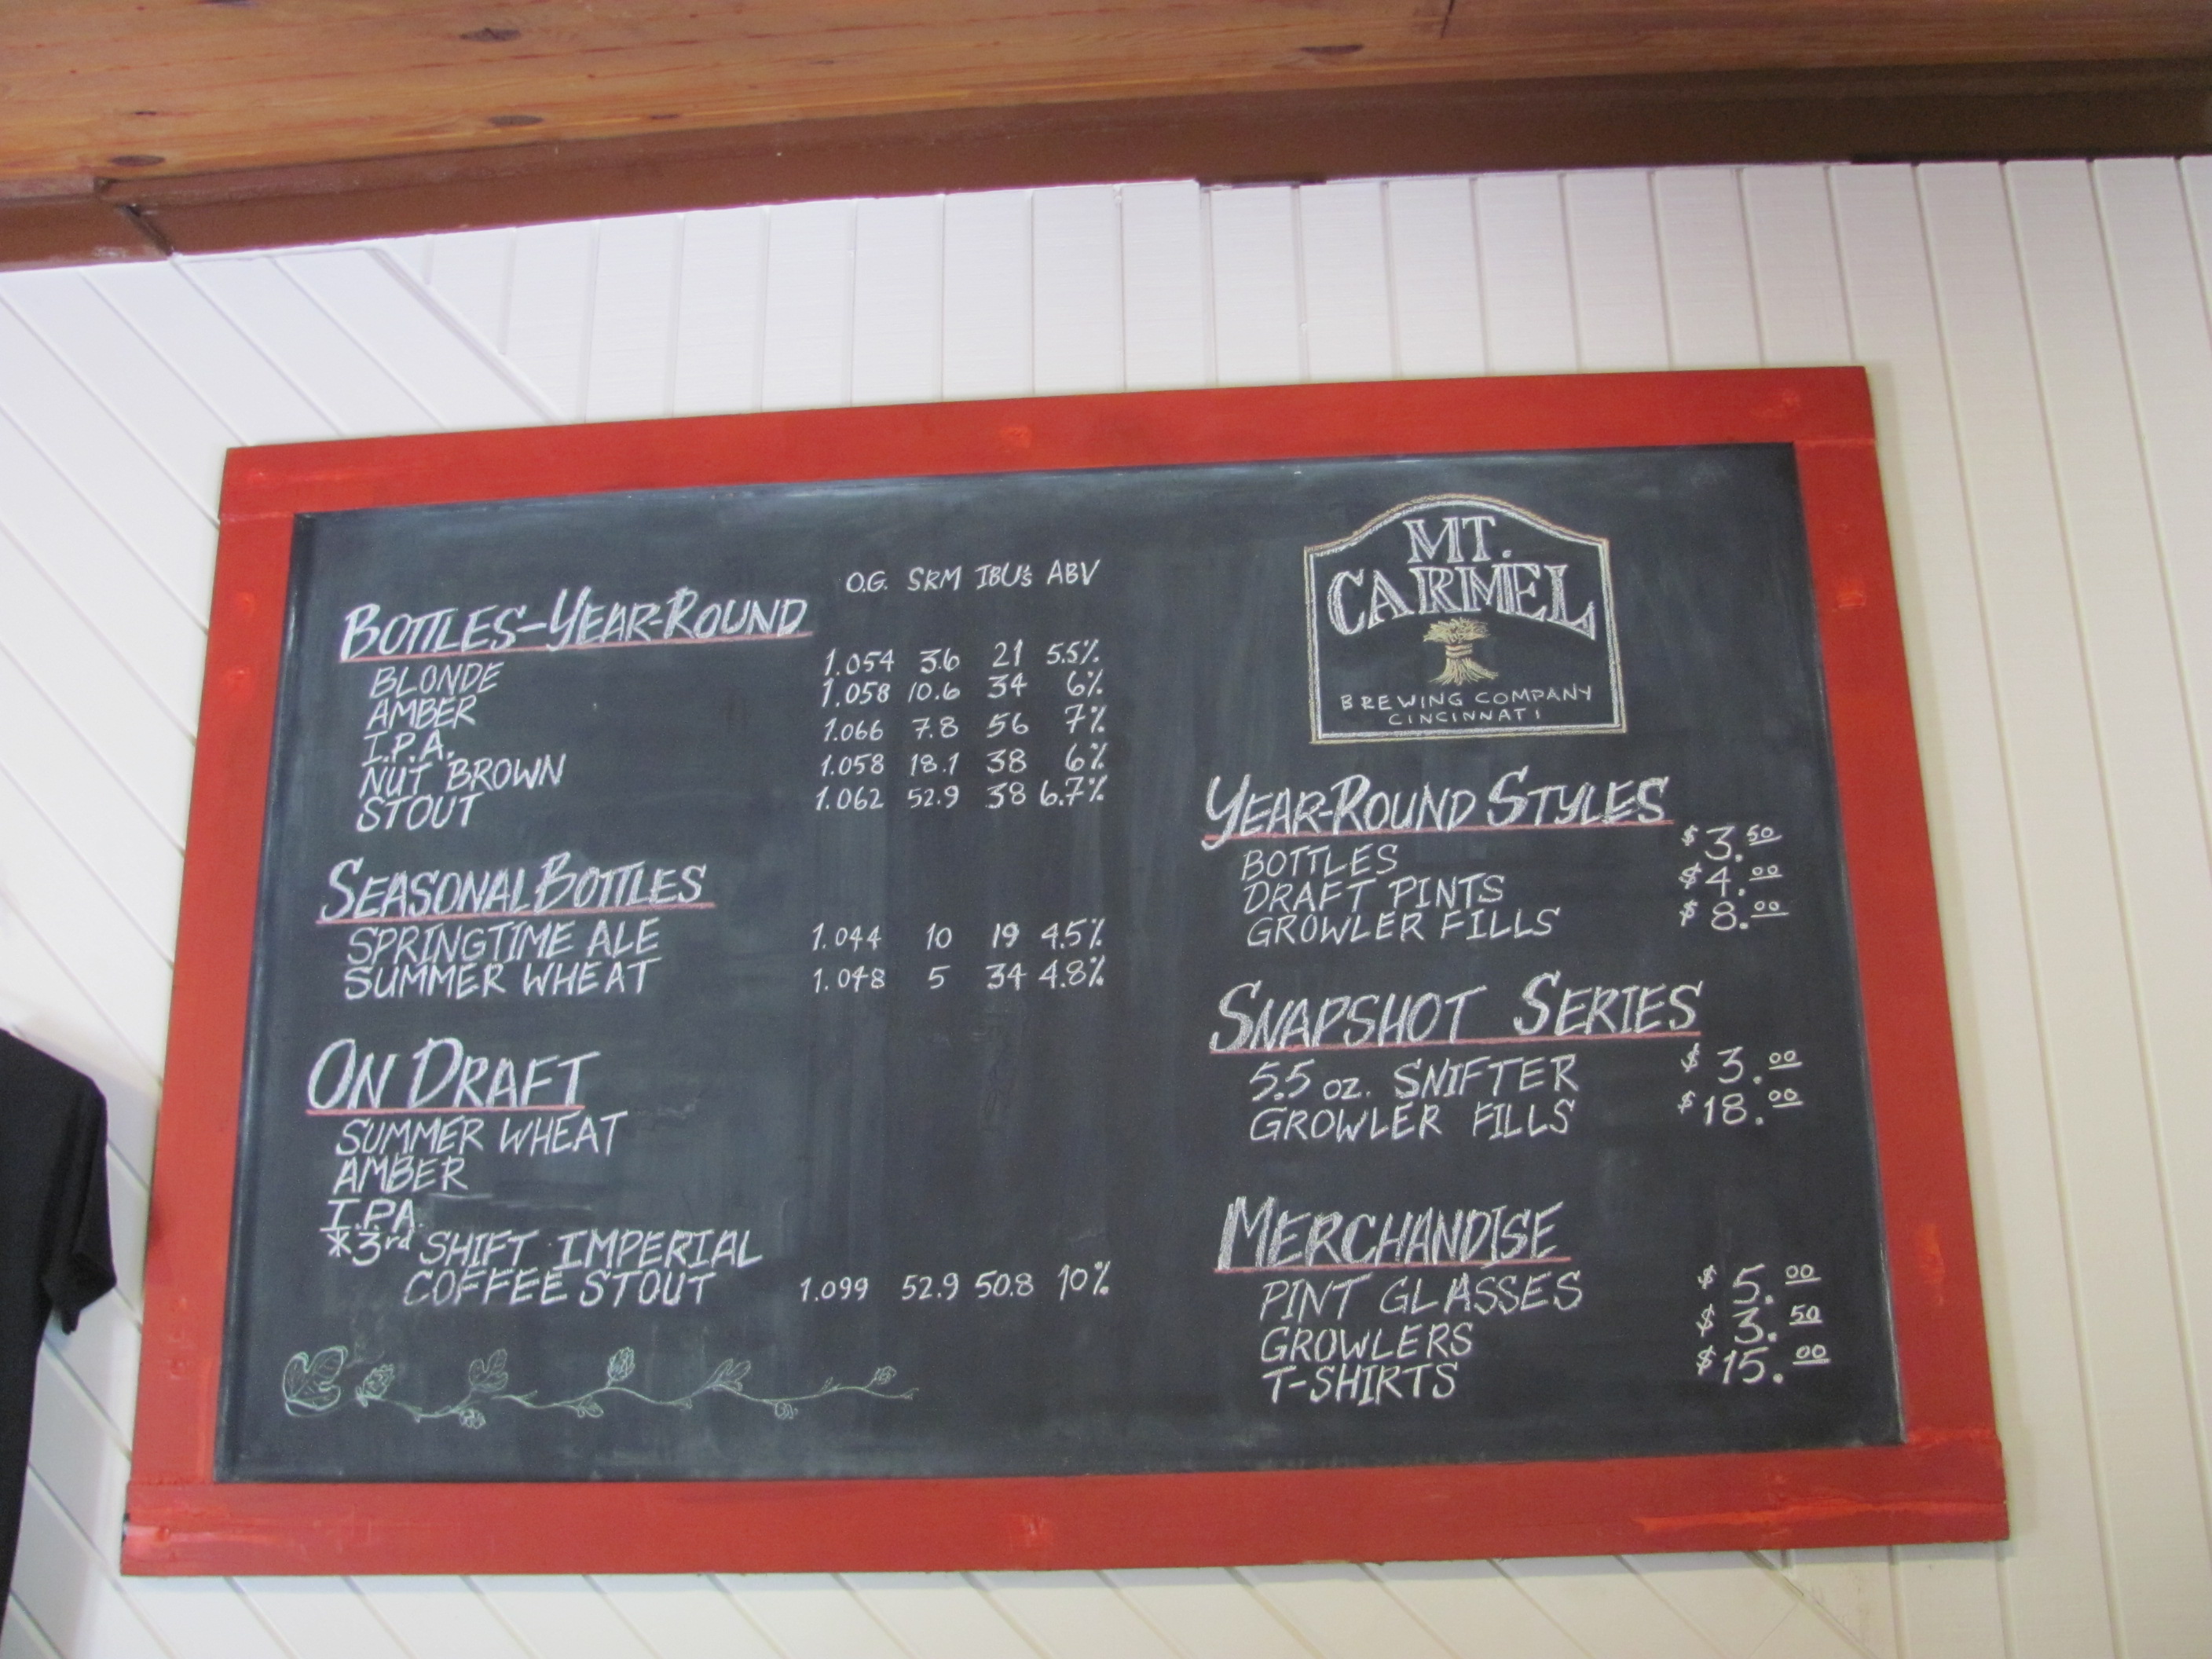 O.G. SRM IBU's ABV
BOTTLES-YEAR-ROUND
BLONDE 1.054 3.6 21 5.5%
AMBER 1.058 10.6 34 6%
I.P.A. 1.066 7.8 56 7%
NUT BROWN 1.058 18.1 38 6%
STOUT 1.062 52.9 38 6.7%
SEASONAL BOTTLES
SPRINGTIME ALE 1.044 10 19 4.5%
SUMMER WHEAT 1.048 5 34 4.8%
ON DRAFT
SUMMER WHEAT
AMBER
I.P.A.
*3rd SHIFT IMPERIAL
COFFEE STOUT 1.099 52.9 50.8 10%
MT.
CARMEL
BREWING COMPANY
CINCINNATI
YEAR-ROUND STYLES
BOTTLES $3.50
DRAFT PINTS $4.00
GROWLER FILLS $8.00
SNAPSHOT SERIES
5.5 oz. SNIFTER $3.00
GROWLER FILLS $18.00
MERCHANDISE
PINT GLASSES $5.00
GROWLERS $3.50
T-SHIRTS $15.00